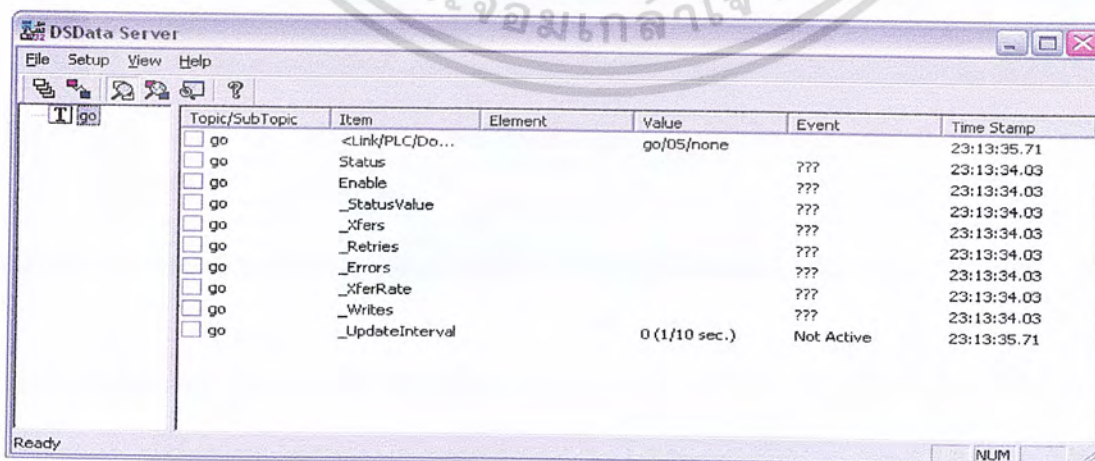 DSData Server
File Setup View Help
T go
Topic/SubTopic Item Element Value Event Time Stamp
go <Link/PLC/Do... go/05/none 23:13:35.71
go Status ??? 23:13:34.03
go Enable ??? 23:13:34.03
go _StatusValue ??? 23:13:34.03
go _Xfers ??? 23:13:34.03
go _Retries ??? 23:13:34.03
go _Errors ??? 23:13:34.03
go _XferRate ??? 23:13:34.03
go _Writes ??? 23:13:34.03
go _UpdateInterval 0 (1/10 sec.) Not Active 23:13:35.71
Ready NUM